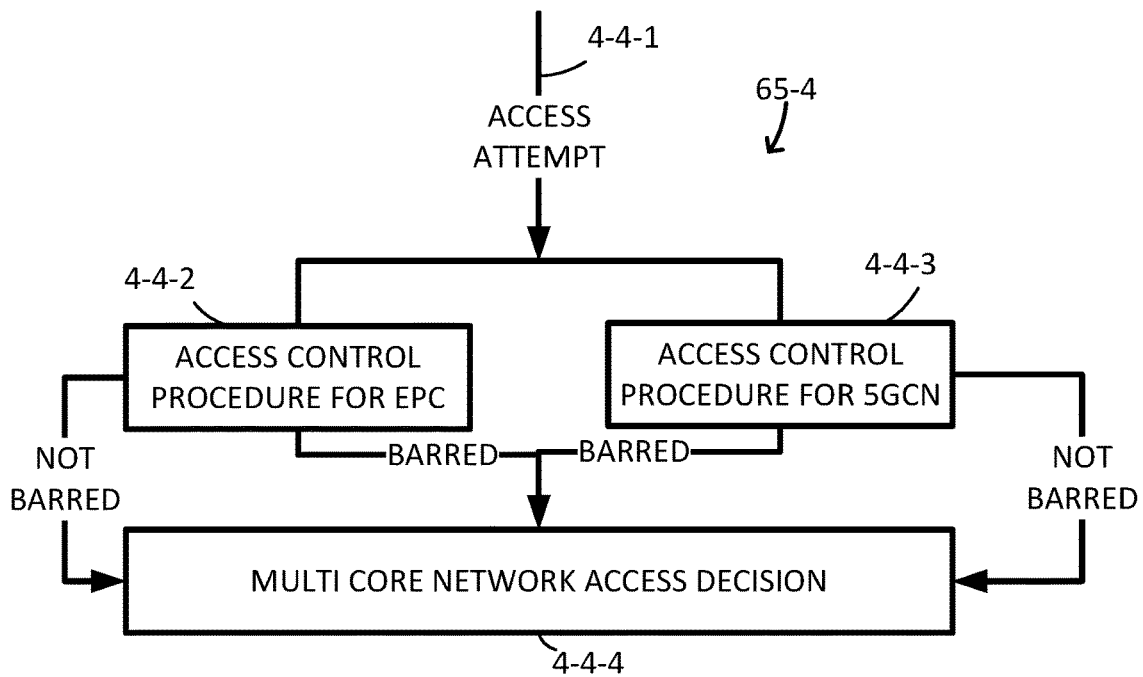 4-4-1
65-4
ACCESS
ATTEMPT
4-4-2
4-4-3
ACCESS CONTROL
PROCEDURE FOR EPC
ACCESS CONTROL
PROCEDURE FOR 5GCN
NOT
BARRED
BARRED
BARRED
NOT
BARRED
MULTI CORE NETWORK ACCESS DECISION
4-4-4